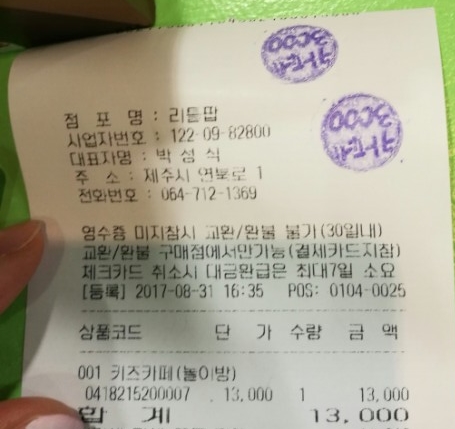 카페
3000
카페
3000
점 포 명 : 리틀팝
사업자번호 : 122-09-82800
대표자명 : 박성식
주 소 : 제주시 연북로 1
전화번호 : 064-712-1369
영수증 미지참시 교환/환불 불가(30일내)
교환/환불 구매점에서만가능(결제카드지참)
체크카드 취소시 대금환급은 최대7일 소요
[등록] 2017-08-31 16:35 POS: 0104-0025
상품코드 단 가 수량 금 액
001 키즈카페(놀이방)
0418215200007 13,000 1 13,000
합 계 13,000